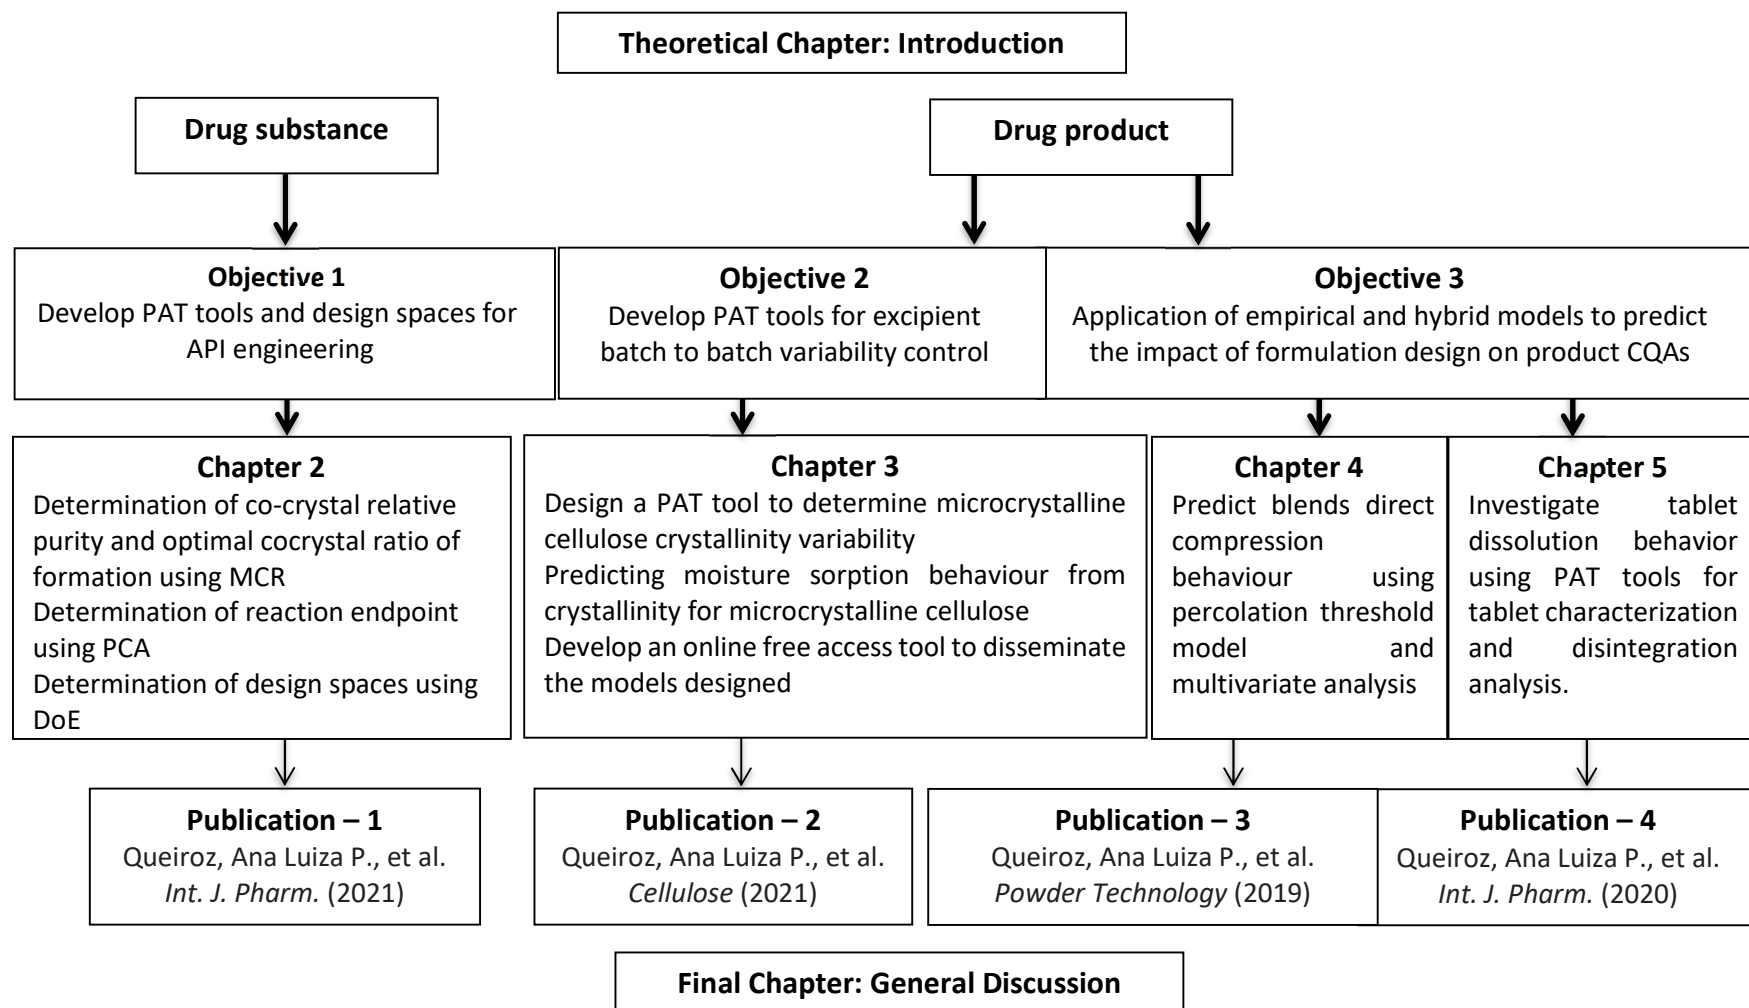 Theoretical Chapter: Introduction
Drug substance
Drug product
Objective 1
Develop PAT tools and design spaces for
API engineering
Objective 2
Develop PAT tools for excipient
batch to batch variability control
Objective 3
Application of empirical and hybrid models to predict
the impact of formulation design on product CQAs
Chapter 2
Determination of co-crystal relative
purity and optimal cocrystal ratio of
formation using MCR
Determination of reaction endpoint
using PCA
Determination of design spaces using
DoE
Chapter 3
Design a PAT tool to determine microcrystalline
cellulose crystallinity variability
Predicting moisture sorption behaviour from
crystallinity for microcrystalline cellulose
Develop an online free access tool to disseminate
the models designed
Chapter 4
Predict blends direct
compression
behaviour using
percolation threshold
model and
multivariate analysis
Chapter 5
Investigate tablet
dissolution behavior
using PAT tools for
tablet characterization
and disintegration
analysis.
Publication – 1
Queiroz, Ana Luiza P., et al.
Int. J. Pharm. (2021)
Publication – 2
Queiroz, Ana Luiza P., et al.
Cellulose (2021)
Publication – 3
Queiroz, Ana Luiza P., et al.
Powder Technology (2019)
Publication – 4
Queiroz, Ana Luiza P., et al.
Int. J. Pharm. (2020)
Final Chapter: General Discussion